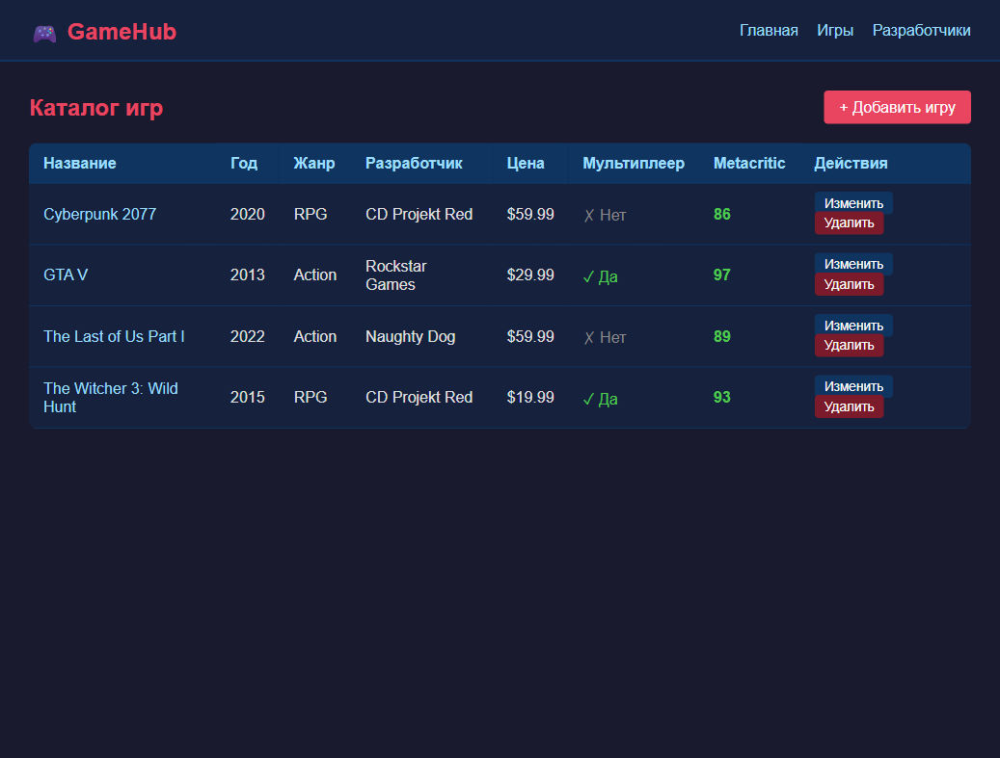 GameHub
Главная Игры Разработчики
Каталог игр
+ Добавить игру
Название Год Жанр Разработчик Цена Мультиплеер Metacritic Действия
Cyberpunk 2077 2020 RPG CD Projekt Red $59.99 ✗ Нет 86 Изменить
Удалить
GTA V 2013 Action Rockstar Games $29.99 ✓ Да 97 Изменить
Удалить
The Last of Us Part I 2022 Action Naughty Dog $59.99 ✗ Нет 89 Изменить
Удалить
The Witcher 3: Wild Hunt 2015 RPG CD Projekt Red $19.99 ✓ Да 93 Изменить
Удалить